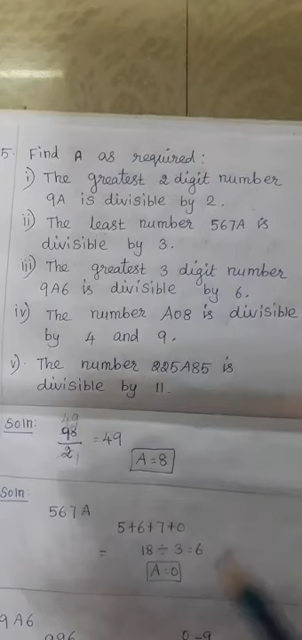 5. Find A as required:
i) The greatest 2 digit number
9A is divisible by 2.
ii) The least number 567A is
divisible by 3.
iii) The greatest 3 digit number
9A6 is divisible by 6.
iv) The number A08 is divisible
by 4 and 9.
v). The number 825A85 is
divisible by 11.
Soln:
49
98
2
= 49
A=8
Soln:
567A
5+6+7+0
= 18 ÷ 3=6
A=0
9A6